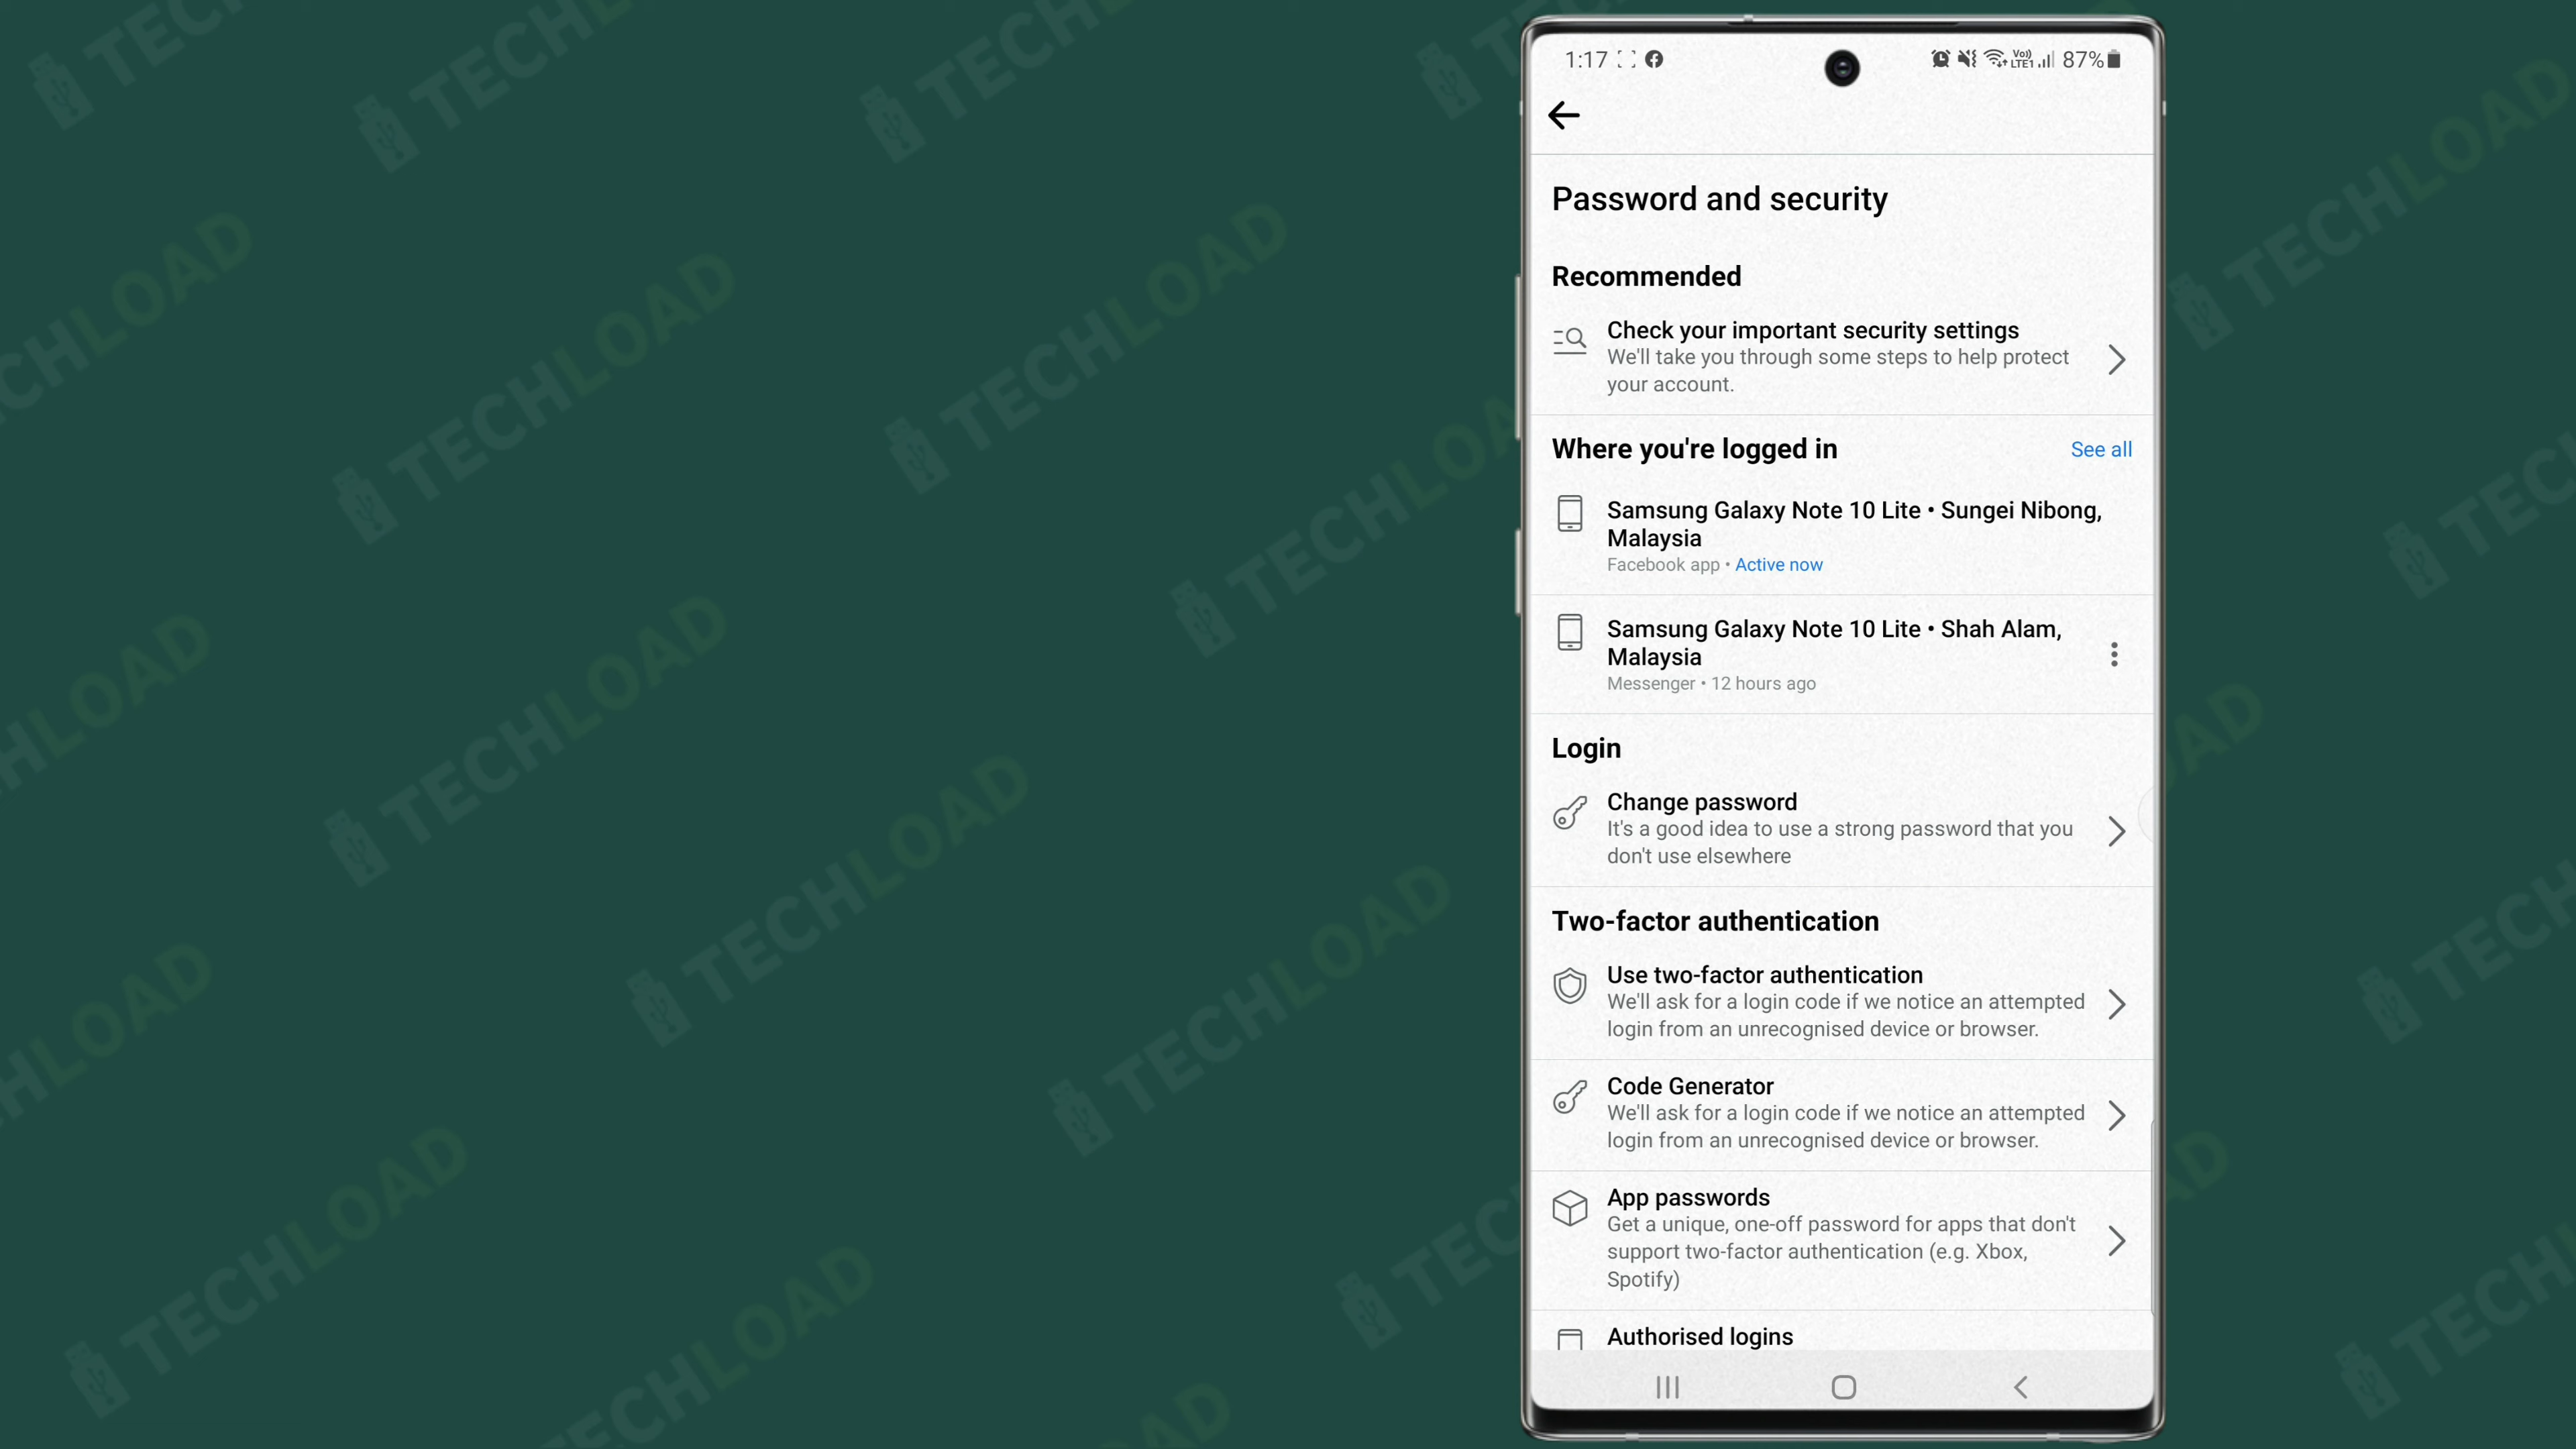 1:17
87%
Password and security
Recommended
Check your important security settings
We'll take you through some steps to help protect
your account.
Where you're logged in
See all
Samsung Galaxy Note 10 Lite • Sungei Nibong,
Malaysia
Facebook app • Active now
Samsung Galaxy Note 10 Lite • Shah Alam,
Malaysia
Messenger • 12 hours ago
Login
Change password
It's a good idea to use a strong password that you
don't use elsewhere
Two-factor authentication
Use two-factor authentication
We'll ask for a login code if we notice an attempted
login from an unrecognised device or browser.
Code Generator
We'll ask for a login code if we notice an attempted
login from an unrecognised device or browser.
App passwords
Get a unique, one-off password for apps that don't
support two-factor authentication (e.g. Xbox,
Spotify)
Authorised logins
TECHLOAD
TECHLOAD
TECHLOAD
TECHLOAD
TECHLOAD
TECHLOAD
TECHLOAD
TECHLOAD